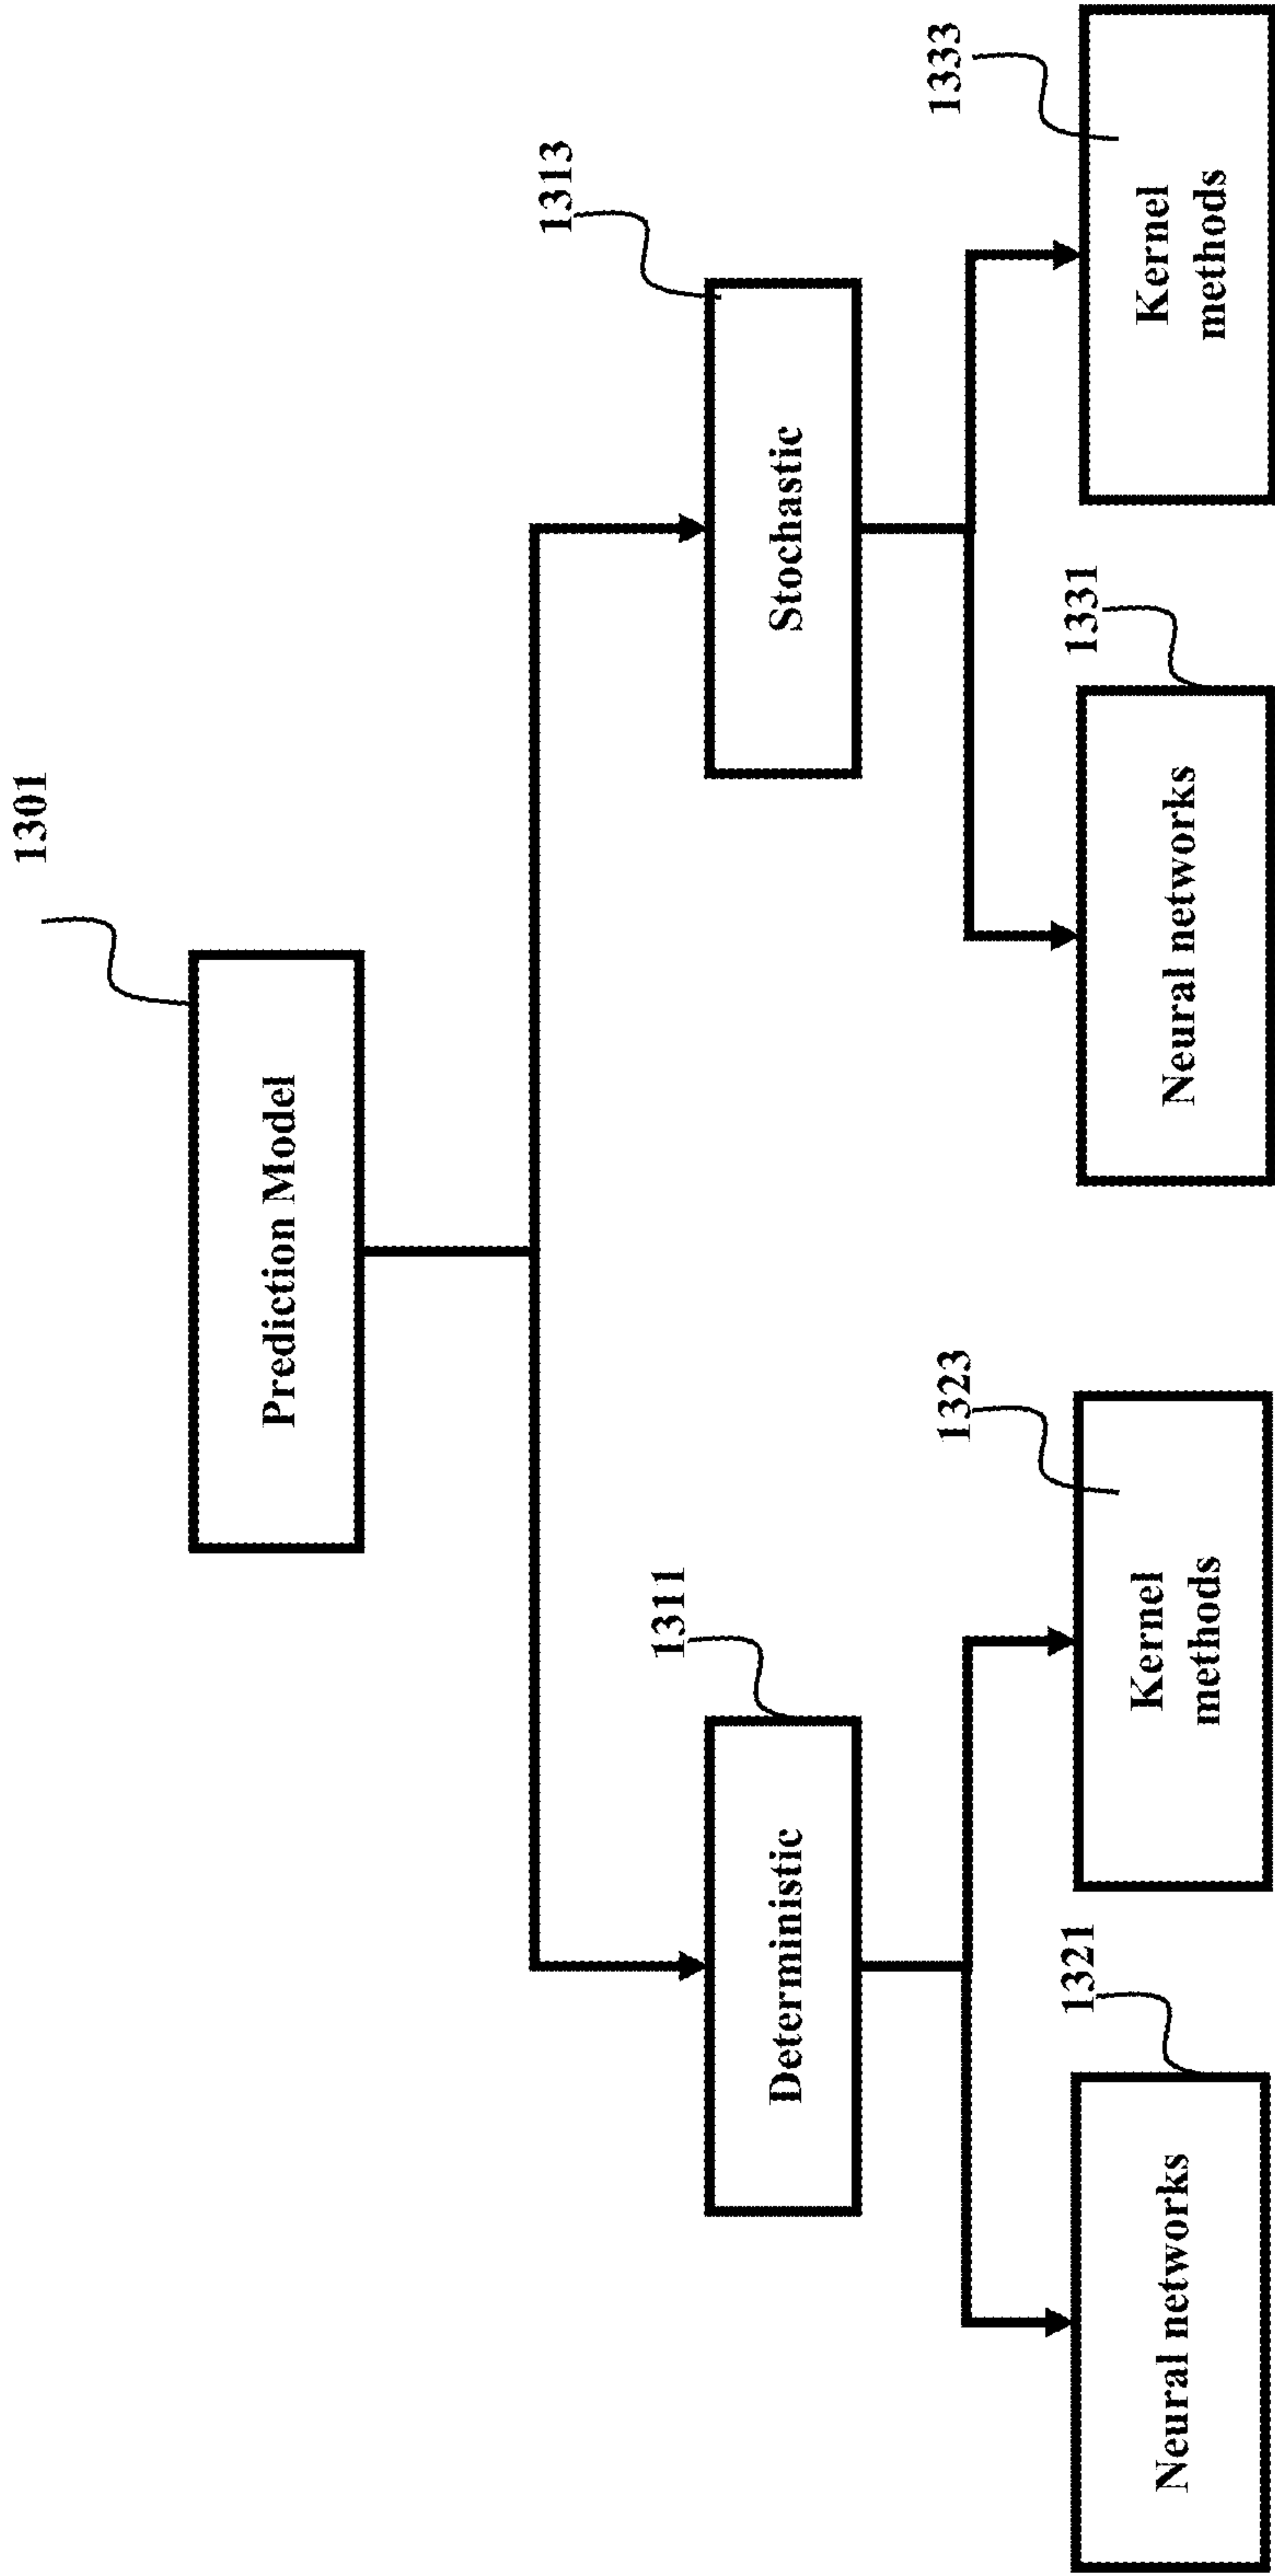 1301
Prediction Model
1311
Deterministic
1313
Stochastic
1321
Neural networks
1323
Kernel
methods
1331
Neural networks
1333
Kernel
methods